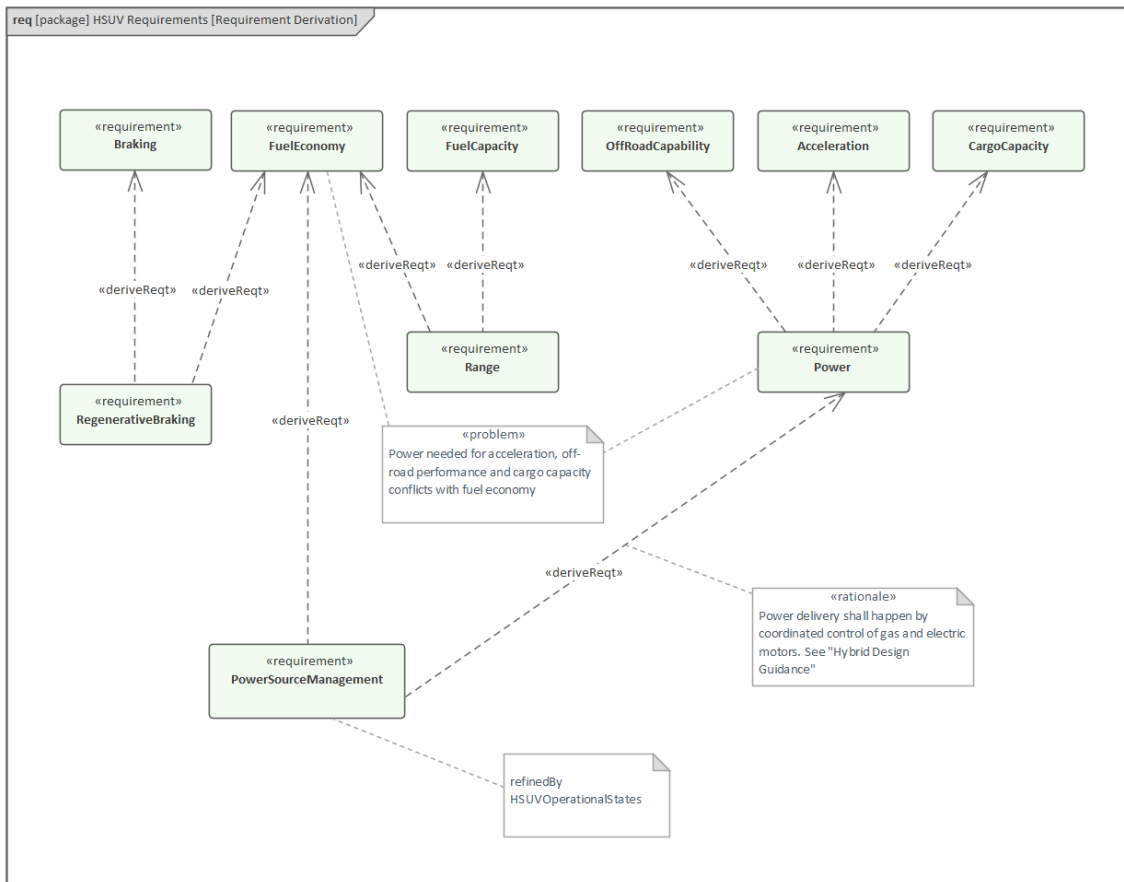 req [package] HSUV Requirements [Requirement Derivation]
«requirement»
Braking
«requirement»
FuelEconomy
«requirement»
FuelCapacity
«requirement»
OffRoadCapability
«requirement»
Acceleration
«requirement»
CargoCapacity
«deriveReqt»
«deriveReqt»
«deriveReqt»
«deriveReqt»
«deriveReqt»
«deriveReqt»
«deriveReqt»
«requirement»
Range
«requirement»
Power
«requirement»
RegenerativeBraking
«deriveReqt»
«problem»
Power needed for acceleration, off-
road performance and cargo capacity
conflicts with fuel economy
«deriveReqt»
«rationale»
Power delivery shall happen by
coordinated control of gas and electric
motors. See "Hybrid Design
Guidance"
«requirement»
PowerSourceManagement
refinedBy
HSUVOperationalStates